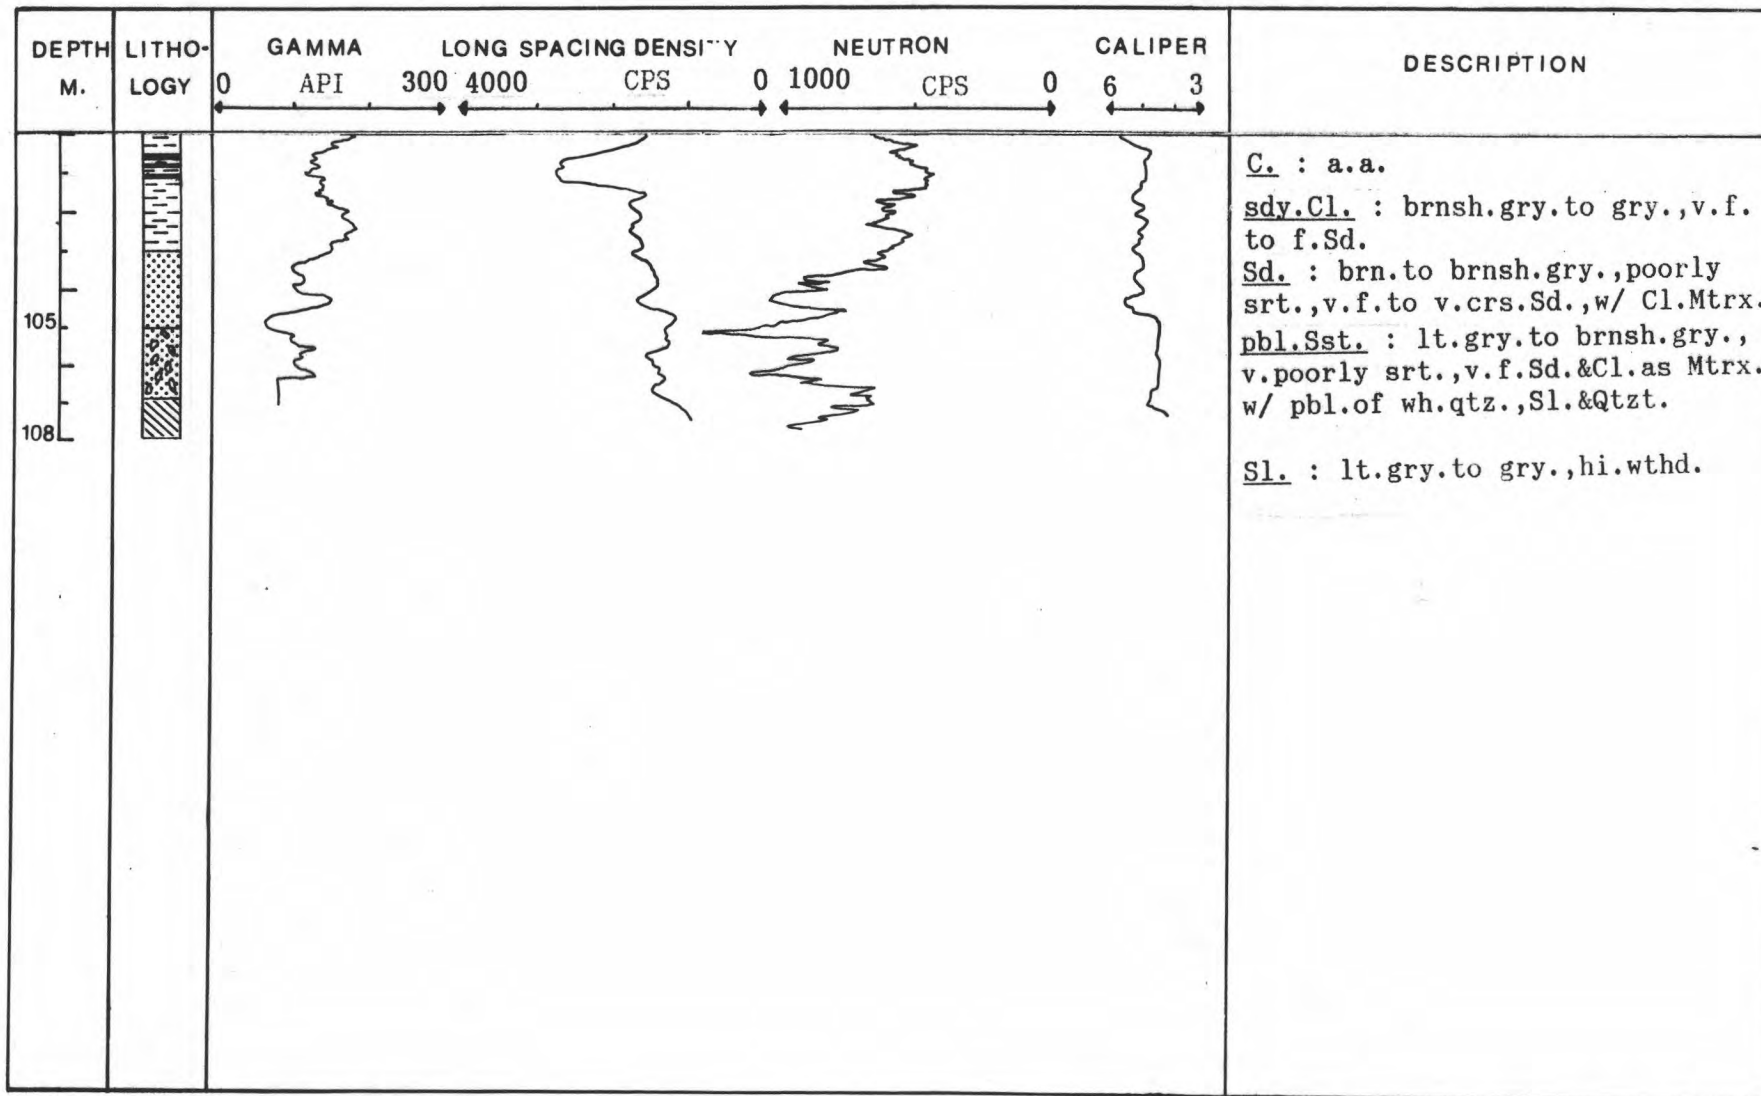 DEPTH M.
LITHO-LOGY
GAMMA
0 API 300
LONG SPACING DENSITY
4000 CPS 0
NEUTRON
1000 CPS 0
CALIPER
6 3
DESCRIPTION
105
108
C. : a.a.
sdy.Cl. : brnsh.gry.to gry.,v.f.
to f.Sd.
Sd. : brn.to brnsh.gry.,poorly
srt.,v.f.to v.crs.Sd.,w/ Cl.Mtrx.
pbl.Sst. : lt.gry.to brnsh.gry.,
v.poorly srt.,v.f.Sd.&Cl.as Mtrx.
w/ pbl.of wh.qtz.,Sl.&Qtzt.
Sl. : lt.gry.to gry.,hi.wthd.